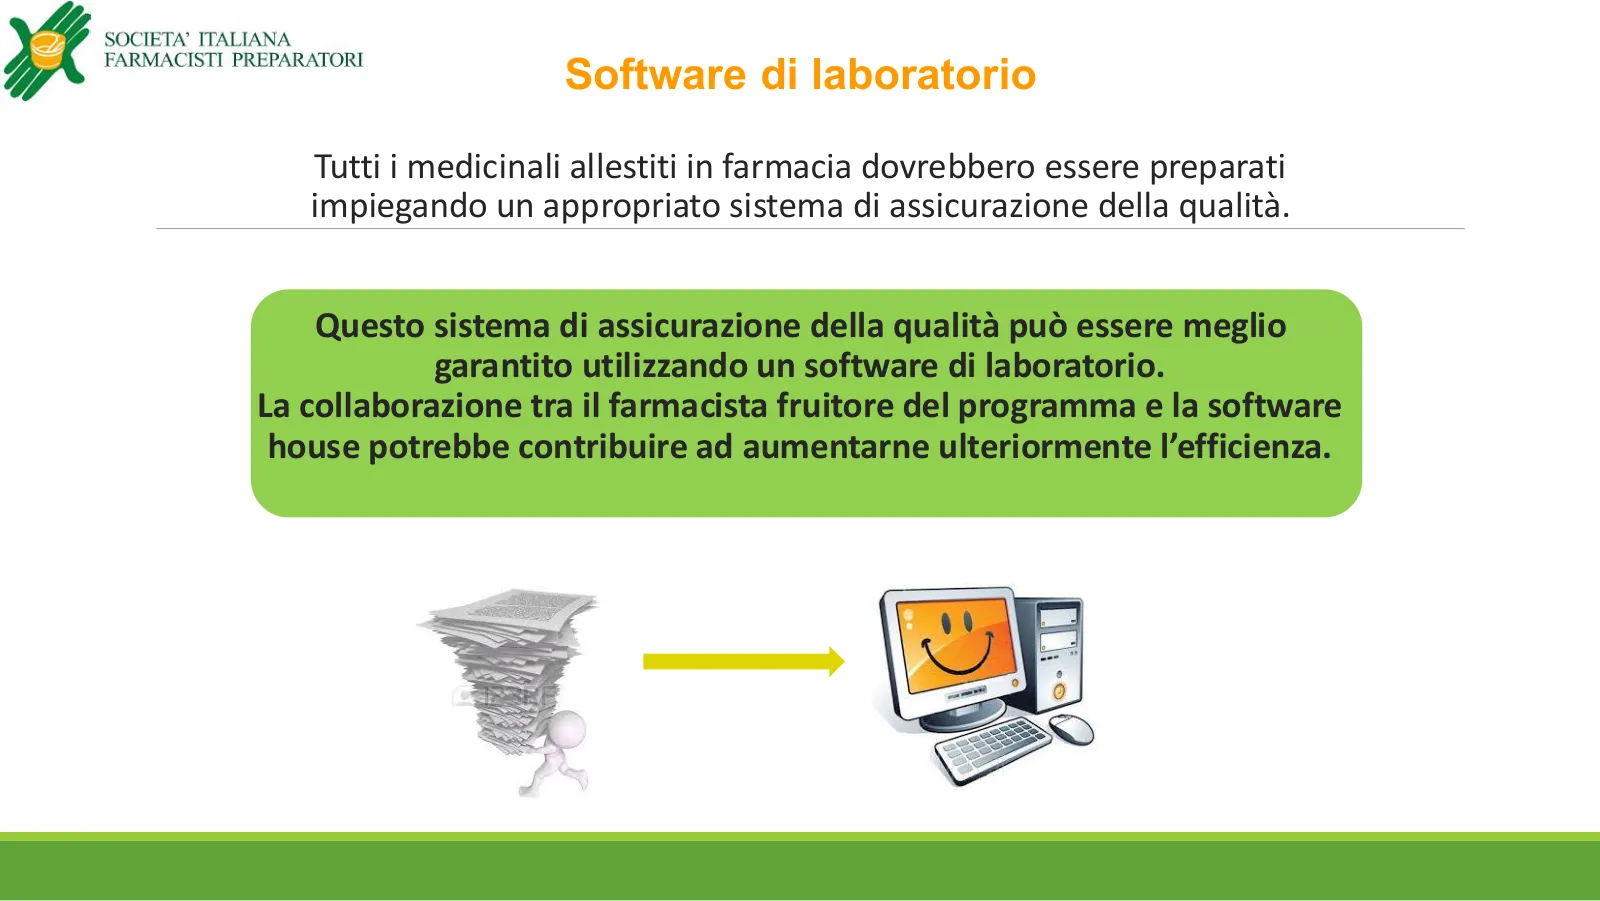 SOCIETA’ ITALIANA
FARMACISTI PREPARATORI
Software di laboratorio
Tutti i medicinali allestiti in farmacia dovrebbero essere preparati
impiegando un appropriato sistema di assicurazione della qualità.
Questo sistema di assicurazione della qualità può essere meglio
garantito utilizzando un software di laboratorio.
La collaborazione tra il farmacista fruitore del programma e la software
house potrebbe contribuire ad aumentarne ulteriormente l’efficienza.